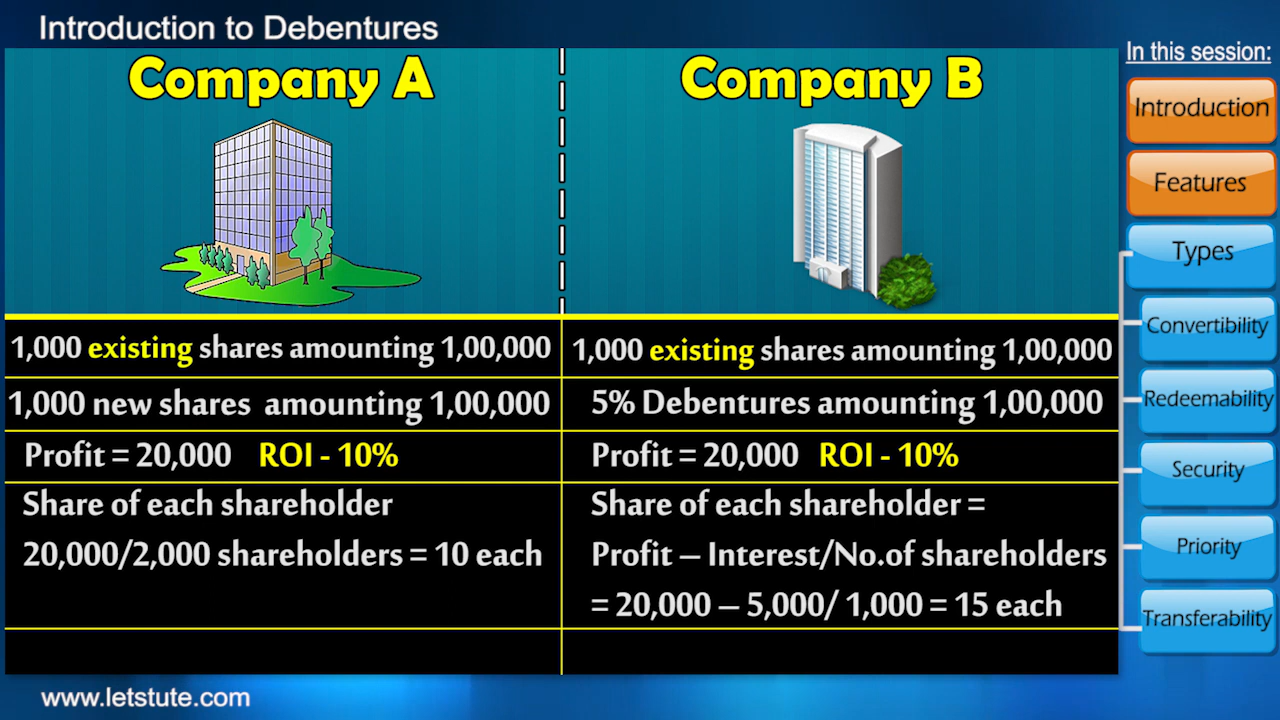 Introduction to Debentures
In this session:
Company A
Company B
Introduction
Features
Types
Convertibility
Redeemability
Security
Priority
Transferability
1,000 existing shares amounting 1,00,000
1,000 existing shares amounting 1,00,000
1,000 new shares amounting 1,00,000
5% Debentures amounting 1,00,000
Profit = 20,000 ROI - 10%
Profit = 20,000 ROI - 10%
Share of each shareholder
20,000/2,000 shareholders = 10 each
Share of each shareholder =
Profit – Interest/No.of shareholders
= 20,000 – 5,000/ 1,000 = 15 each
www.letstute.com